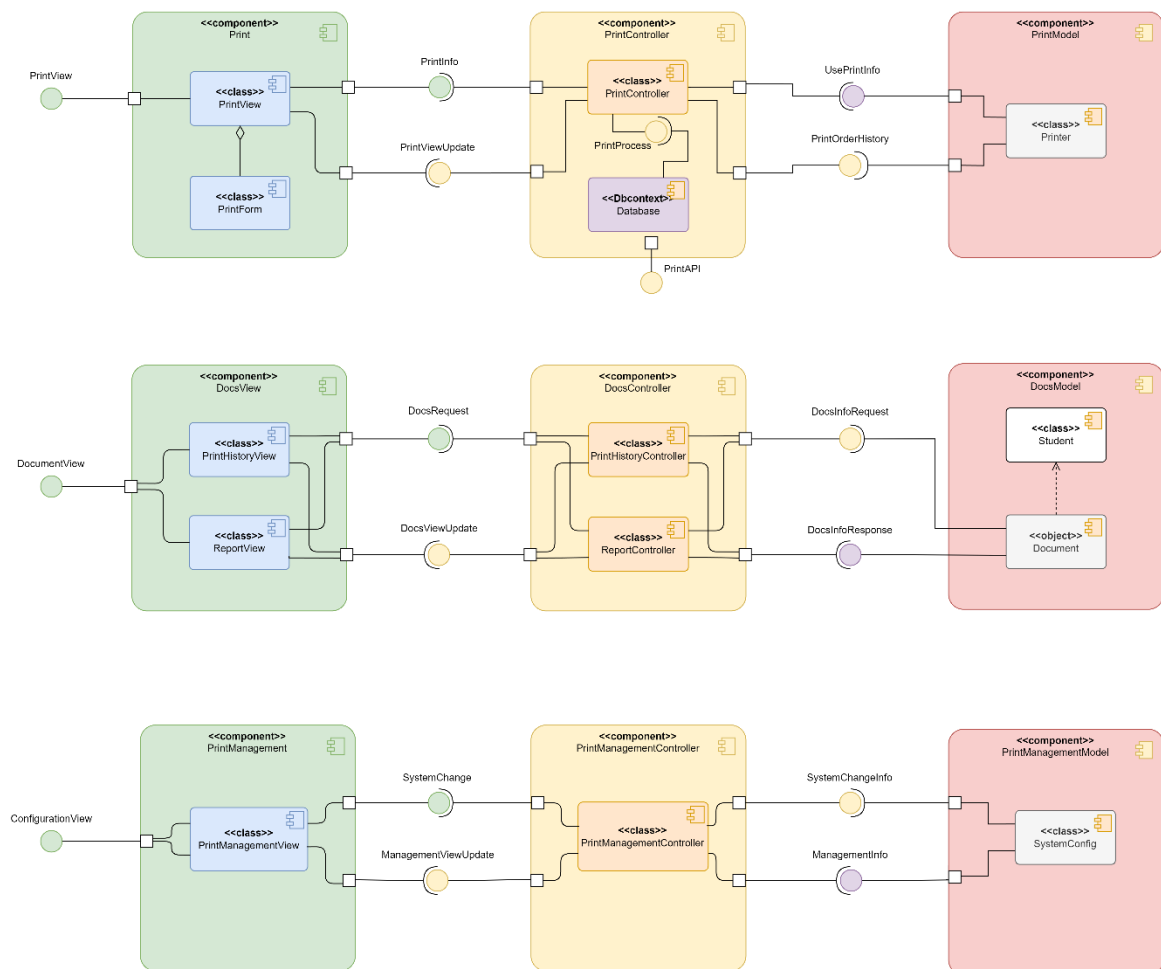 <<component>>
Print
<<component>>
PrintController
<<component>>
PrintModel
PrintView
PrintInfo
UsePrintInfo
<<class>>
PrintView
<<class>>
PrintController
<<class>>
Printer
PrintViewUpdate
PrintProcess
PrintOrderHistory
<<class>>
PrintForm
<<Dbcontext>>
Database
PrintAPI
<<component>>
DocsView
<<component>>
DocsController
<<component>>
DocsModel
DocsRequest
DocsInfoRequest
<<class>>
PrintHistoryView
<<class>>
PrintHistoryController
<<class>>
Student
DocumentView
DocsViewUpdate
DocsInfoResponse
<<class>>
ReportView
<<class>>
ReportController
<<object>>
Document
<<component>>
PrintManagement
<<component>>
PrintManagementController
<<component>>
PrintManagementModel
SystemChange
SystemChangeInfo
ConfigurationView
<<class>>
PrintManagementView
<<class>>
PrintManagementController
<<class>>
SystemConfig
ManagementViewUpdate
ManagementInfo